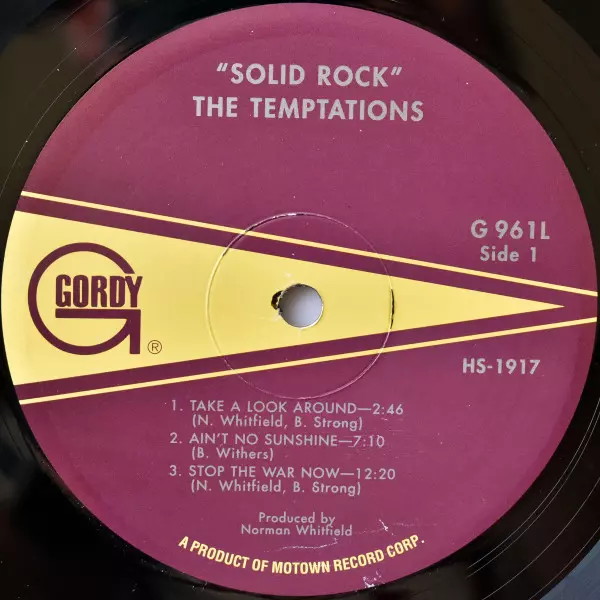 "SOLID ROCK"
THE TEMPTATIONS
G 961L
Side 1
GORDY
®
HS-1917
1. TAKE A LOOK AROUND—2:46
(N. Whitfield, B. Strong)
2. AIN'T NO SUNSHINE—7:10
(B. Withers)
3. STOP THE WAR NOW—12:20
(N. Whitfield, B. Strong)
Produced by
Norman Whitfield
A PRODUCT OF MOTOWN RECORD CORP.